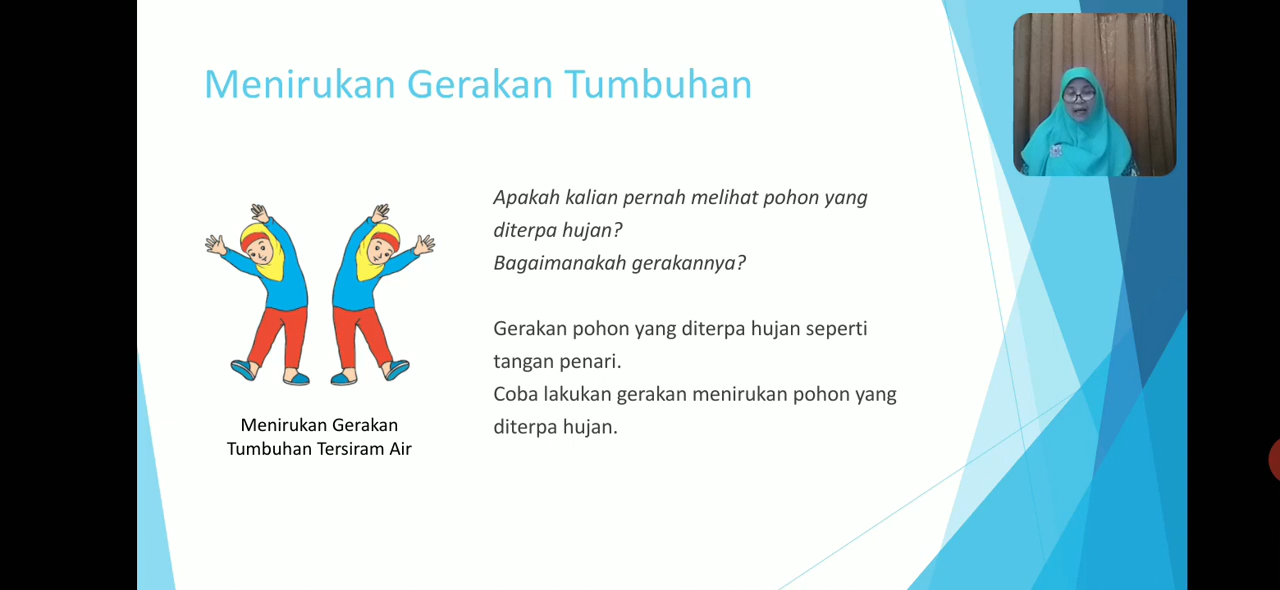 Menirukan Gerakan Tumbuhan
Apakah kalian pernah melihat pohon yang
diterpa hujan?
Bagaimanakah gerakannya?
Gerakan pohon yang diterpa hujan seperti
tangan penari.
Coba lakukan gerakan menirukan pohon yang
diterpa hujan.
Menirukan Gerakan
Tumbuhan Tersiram Air